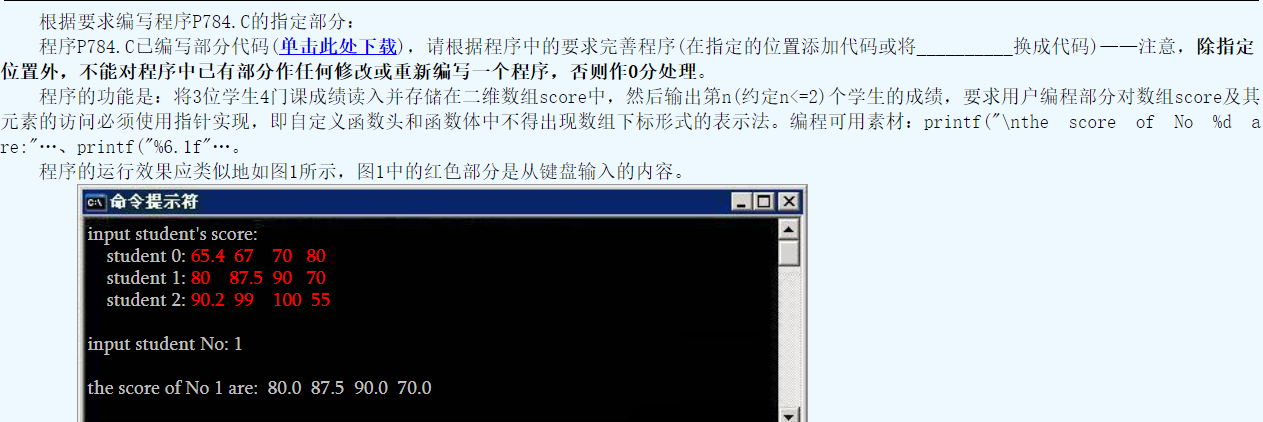 根据要求编写程序P784.C的指定部分：
程序P784.C已编写部分代码(单击此处下载)，请根据程序中的要求完善程序(在指定的位置添加代码或将__________换成代码)——注意，除指定
位置外，不能对程序中已有部分作任何修改或重新编写一个程序，否则作0分处理。
程序的功能是：将3位学生4门课成绩读入并存储在二维数组score中，然后输出第n(约定n<=2)个学生的成绩，要求用户编程部分对数组score及其
元素的访问必须使用指针实现，即自定义函数头和函数体中不得出现数组下标形式的表示法。编程可用素材：printf("\nthe score of No %d a
re:"…、printf("%6.1f"…。
程序的运行效果应类似地如图1所示，图1中的红色部分是从键盘输入的内容。
命令提示符
input student's score:
student 0: 65.4 67 70 80
student 1: 80 87.5 90 70
student 2: 90.2 99 100 55
input student No: 1
the score of No 1 are: 80.0 87.5 90.0 70.0